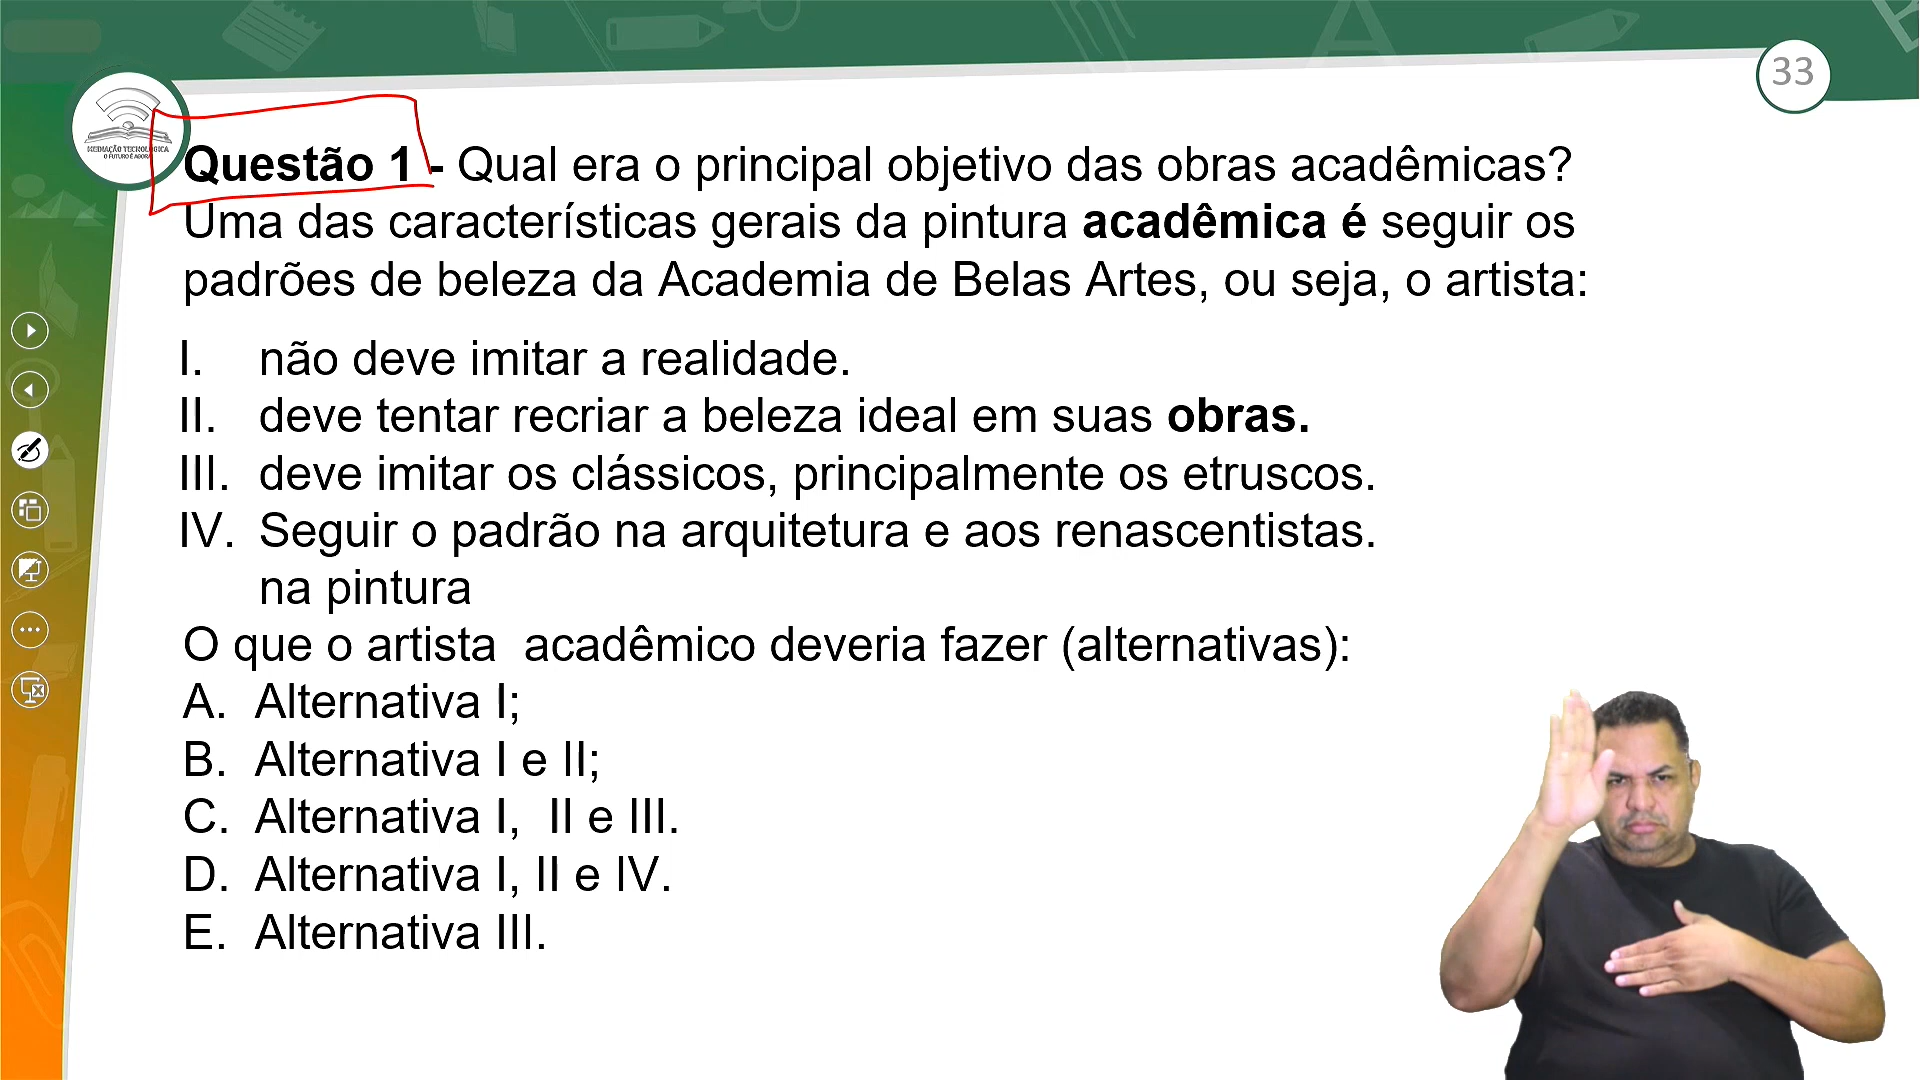 33
MEDIAÇÃO TECNOLÓGICA
O FUTURO É AGORA
Questão 1 - Qual era o principal objetivo das obras acadêmicas?
Uma das características gerais da pintura acadêmica é seguir os
padrões de beleza da Academia de Belas Artes, ou seja, o artista:
I. não deve imitar a realidade.
II. deve tentar recriar a beleza ideal em suas obras.
III. deve imitar os clássicos, principalmente os etruscos.
IV. Seguir o padrão na arquitetura e aos renascentistas.
na pintura
O que o artista acadêmico deveria fazer (alternativas):
A. Alternativa I;
B. Alternativa I e II;
C. Alternativa I, II e III.
D. Alternativa I, II e IV.
E. Alternativa III.